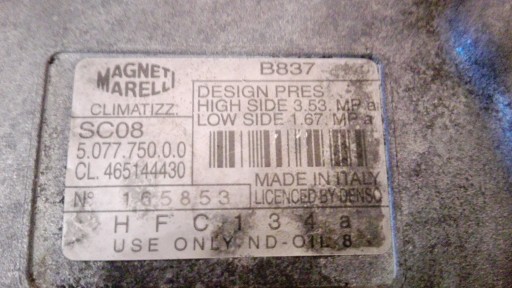 MAGNETI MARELLI
CLIMATIZZ.
B837
DESIGN PRES
HIGH SIDE 3.53. MPa
LOW SIDE 1.67. MPa
SC08
5.077.750.0.0
CL. 465144430
MADE IN ITALY
LICENCED BY DENSO
Nº 165853
HFC134a
USE ONLY ND-OIL 8